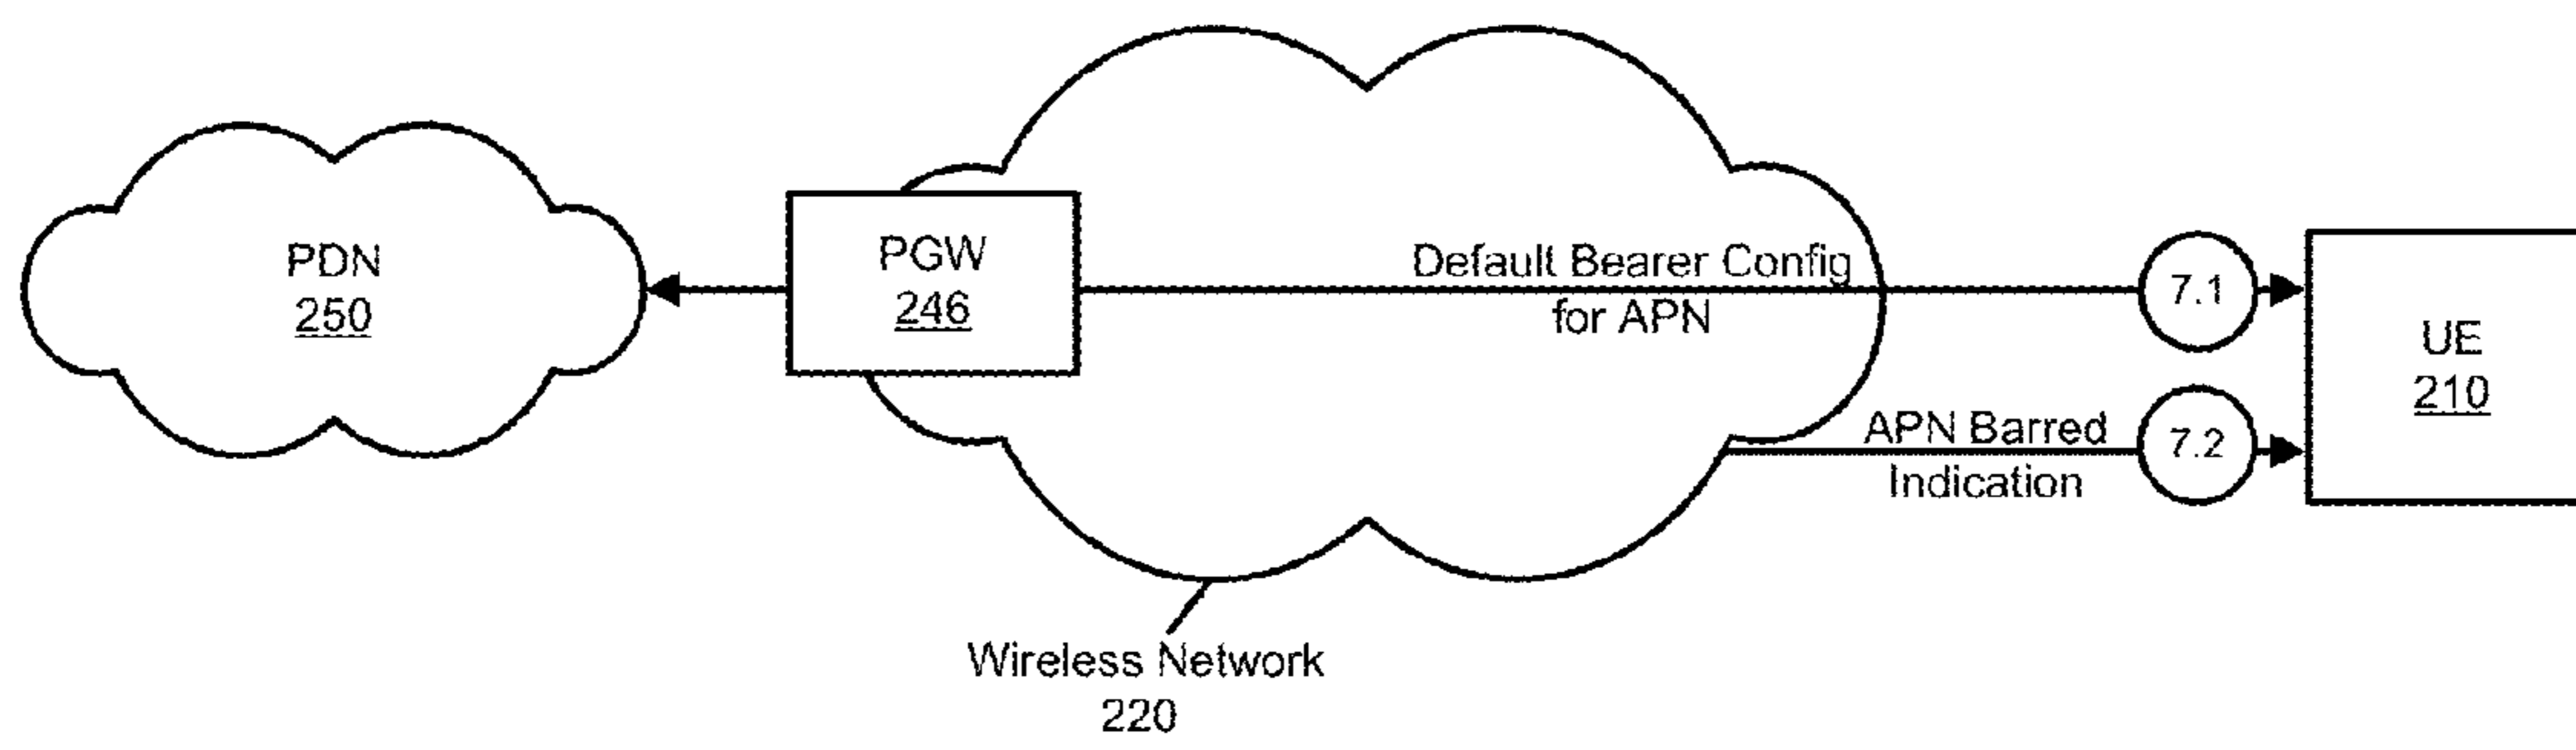 PDN
250
PGW
246
Default Bearer Config
for APN
7.1
UE
210
APN Barred
Indication
7.2
Wireless Network
220